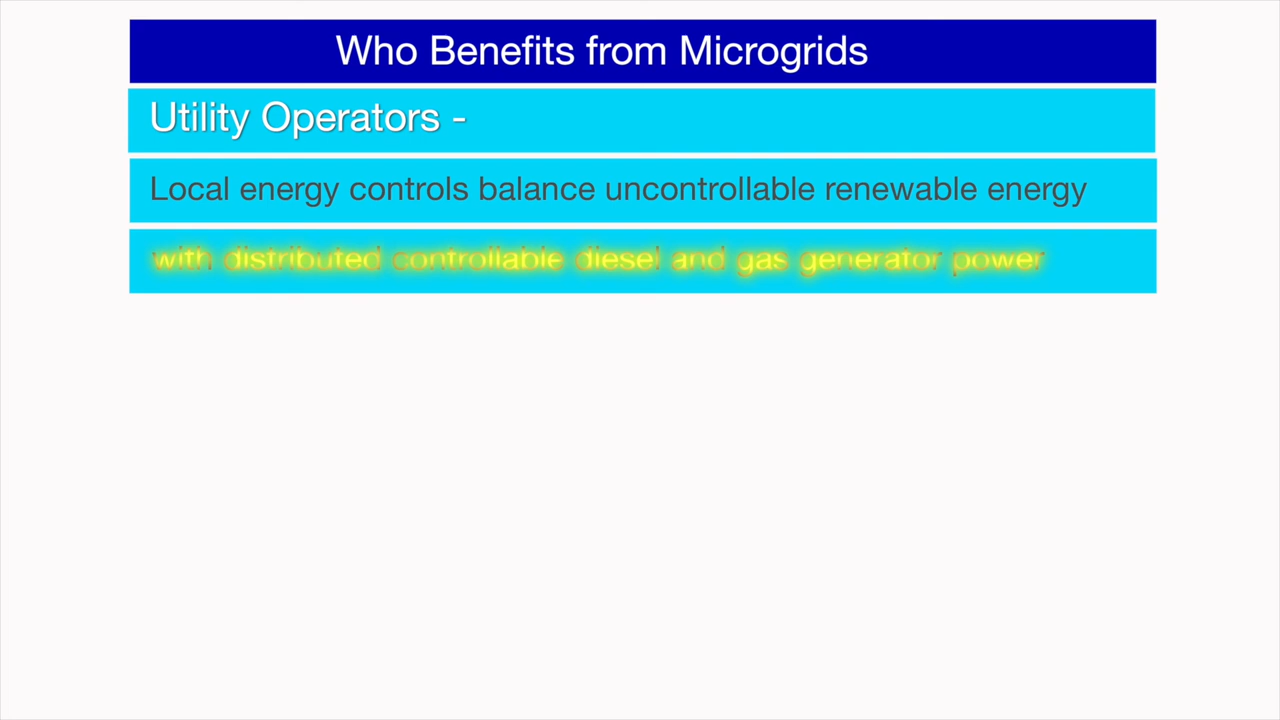 Who Benefits from Microgrids
Utility Operators -
Local energy controls balance uncontrollable renewable energy
with distributed controllable diesel and gas generator power